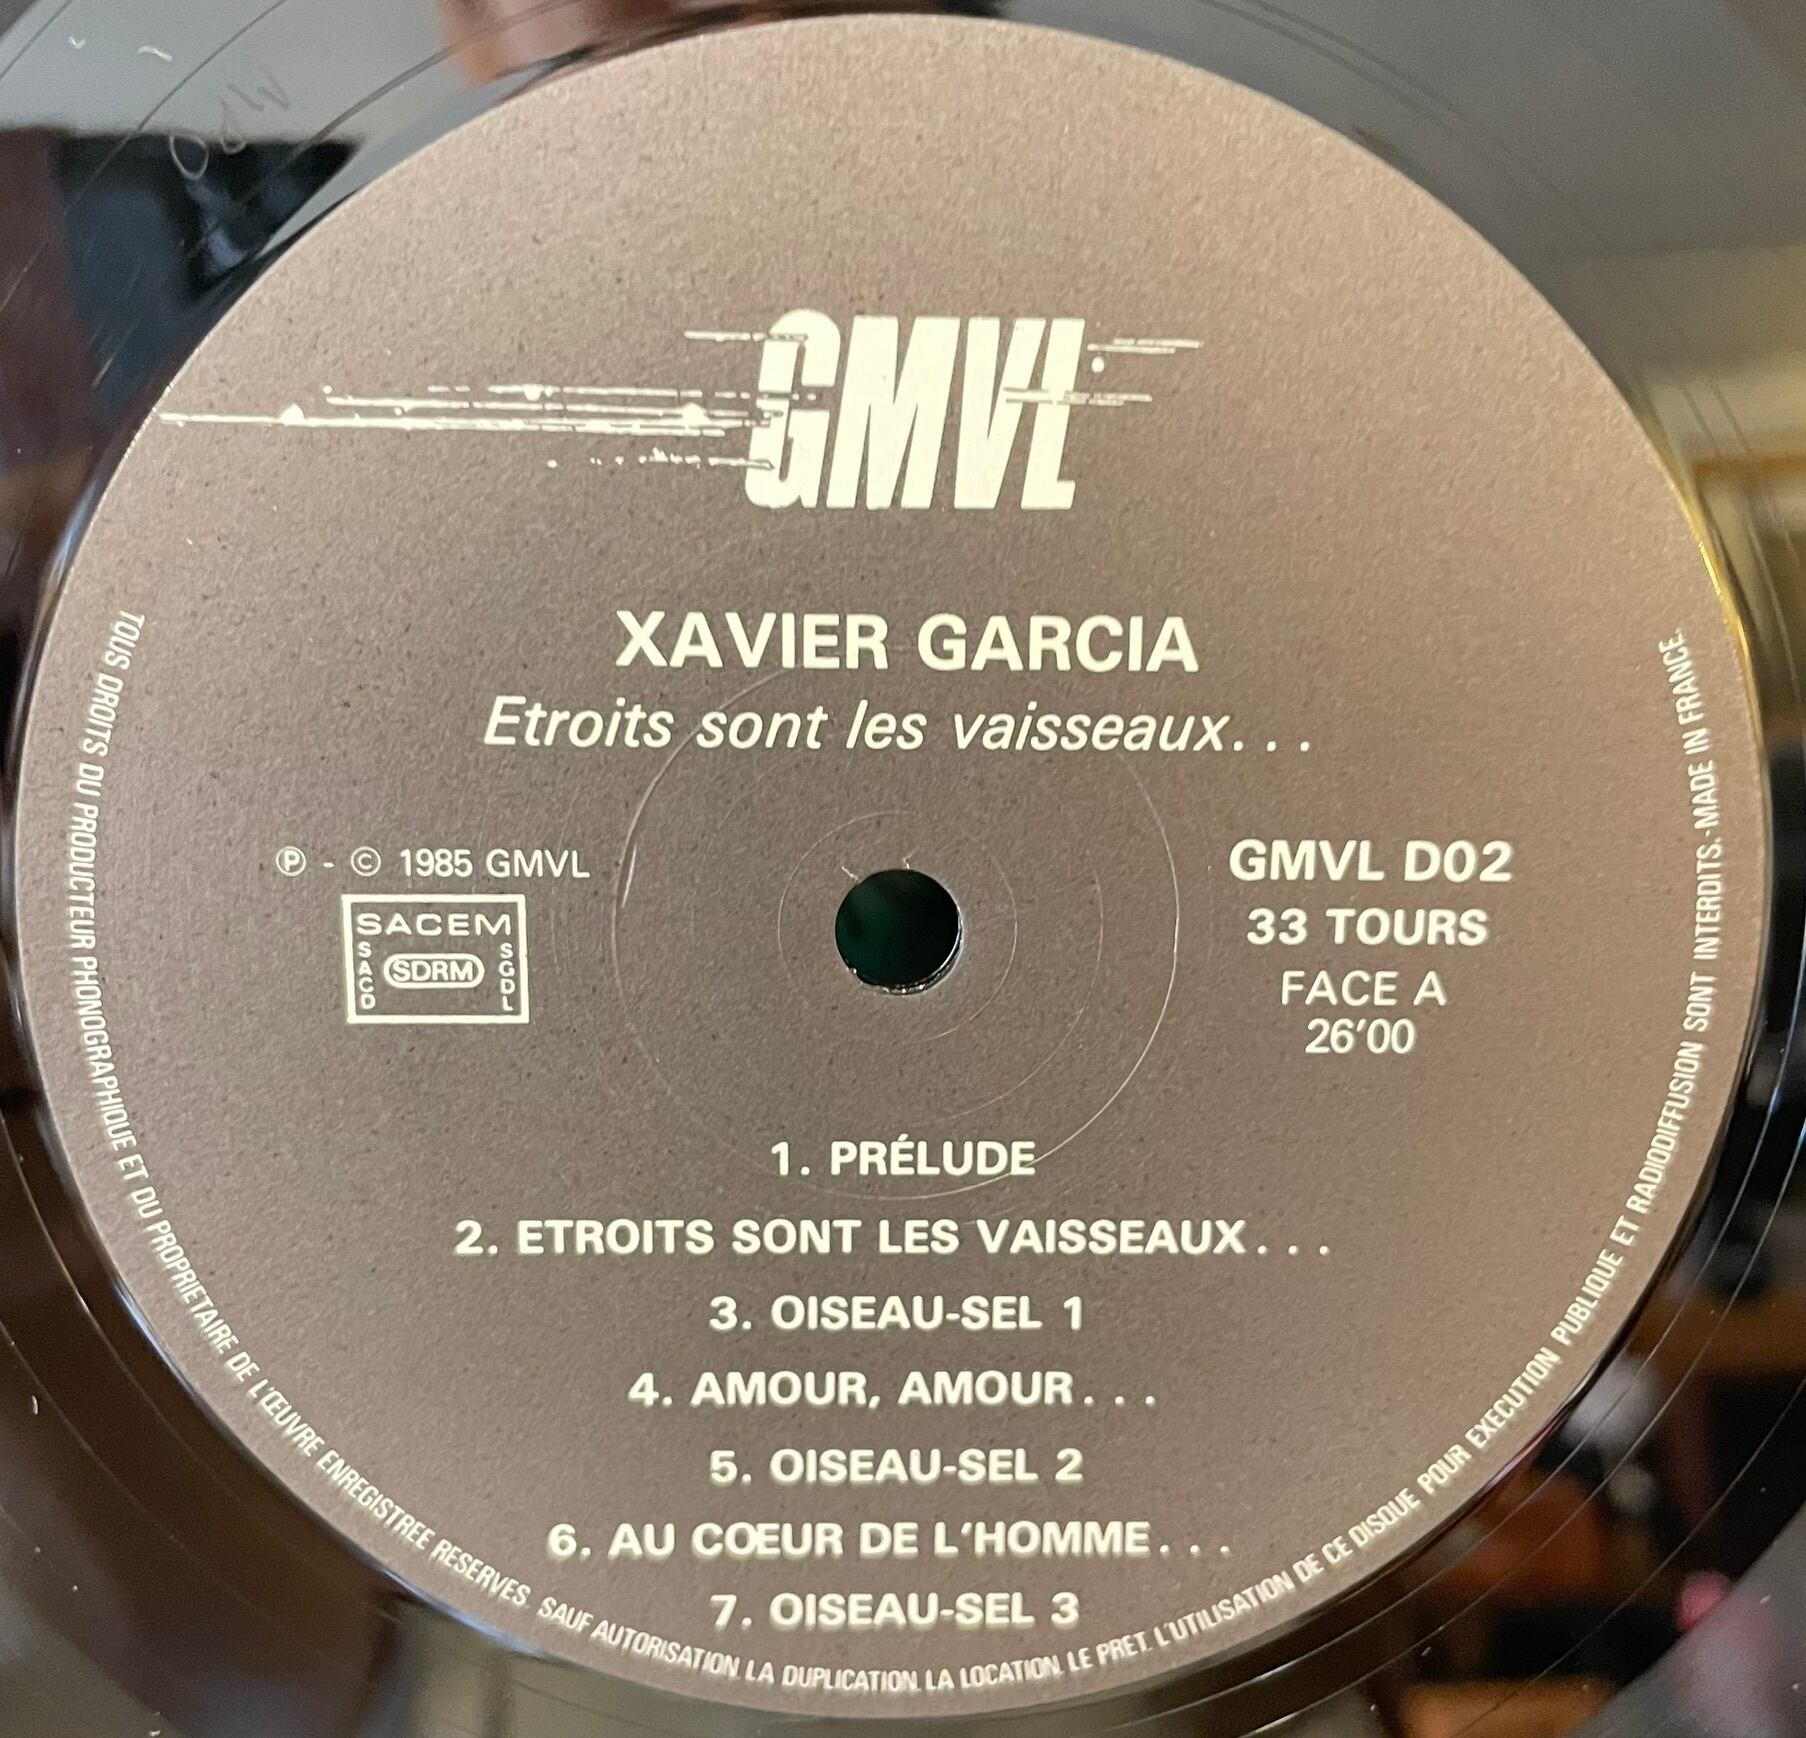 GMVL
XAVIER GARCIA
Etroits sont les vaisseaux...
Ⓟ - © 1985 GMVL
SACEM
SACD
SDRM
SGDL
GMVL D02
33 TOURS
FACE A
26'00
1. PRÉLUDE
2. ETROITS SONT LES VAISSEAUX...
3. OISEAU-SEL 1
4. AMOUR, AMOUR...
5. OISEAU-SEL 2
6. AU CŒUR DE L'HOMME...
7. OISEAU-SEL 3
TOUS DROITS DU PRODUCTEUR PHONOGRAPHIQUE ET DU PROPRIETAIRE DE L'ŒUVRE ENREGISTREE RESERVES. SAUF AUTORISATION LA DUPLICATION. LA LOCATION. LE PRET. L'UTILISATION DE CE DISQUE POUR EXECUTION PUBLIQUE ET RADIODIFFUSION SONT INTERDITS.-MADE IN FRANCE.